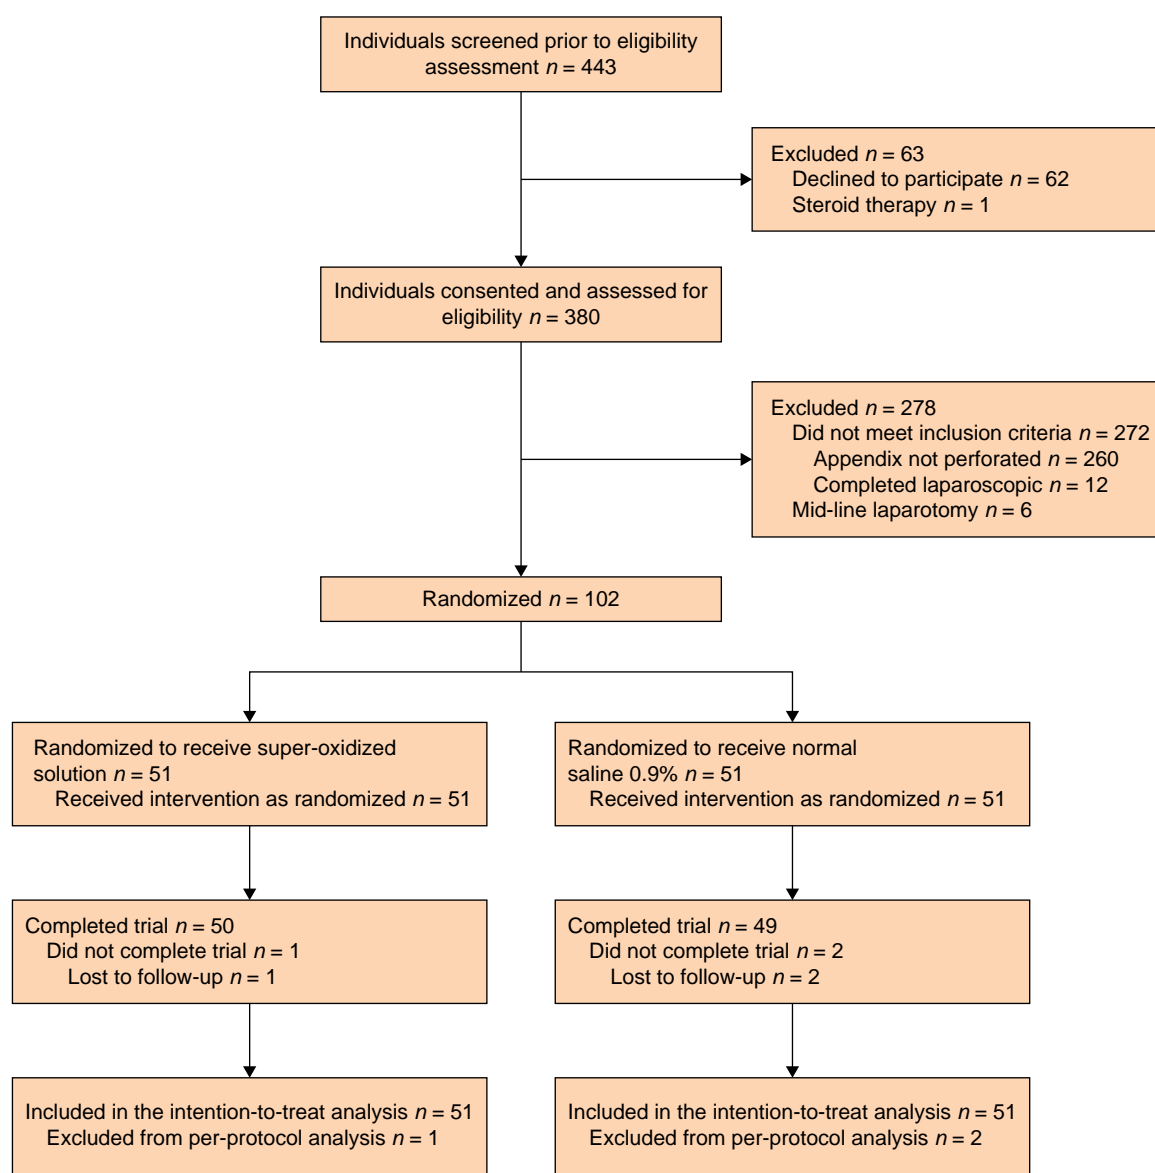 Individuals screened prior to eligibility
assessment n = 443
Excluded n = 63
Declined to participate n = 62
Steroid therapy n = 1
Individuals consented and assessed for
eligibility n = 380
Excluded n = 278
Did not meet inclusion criteria n = 272
Appendix not perforated n = 260
Completed laparoscopic n = 12
Mid-line laparotomy n = 6
Randomized n = 102
Randomized to receive super-oxidized
solution n = 51
Received intervention as randomized n = 51
Randomized to receive normal
saline 0.9% n = 51
Received intervention as randomized n = 51
Completed trial n = 50
Did not complete trial n = 1
Lost to follow-up n = 1
Completed trial n = 49
Did not complete trial n = 2
Lost to follow-up n = 2
Included in the intention-to-treat analysis n = 51
Excluded from per-protocol analysis n = 1
Included in the intention-to-treat analysis n = 51
Excluded from per-protocol analysis n = 2